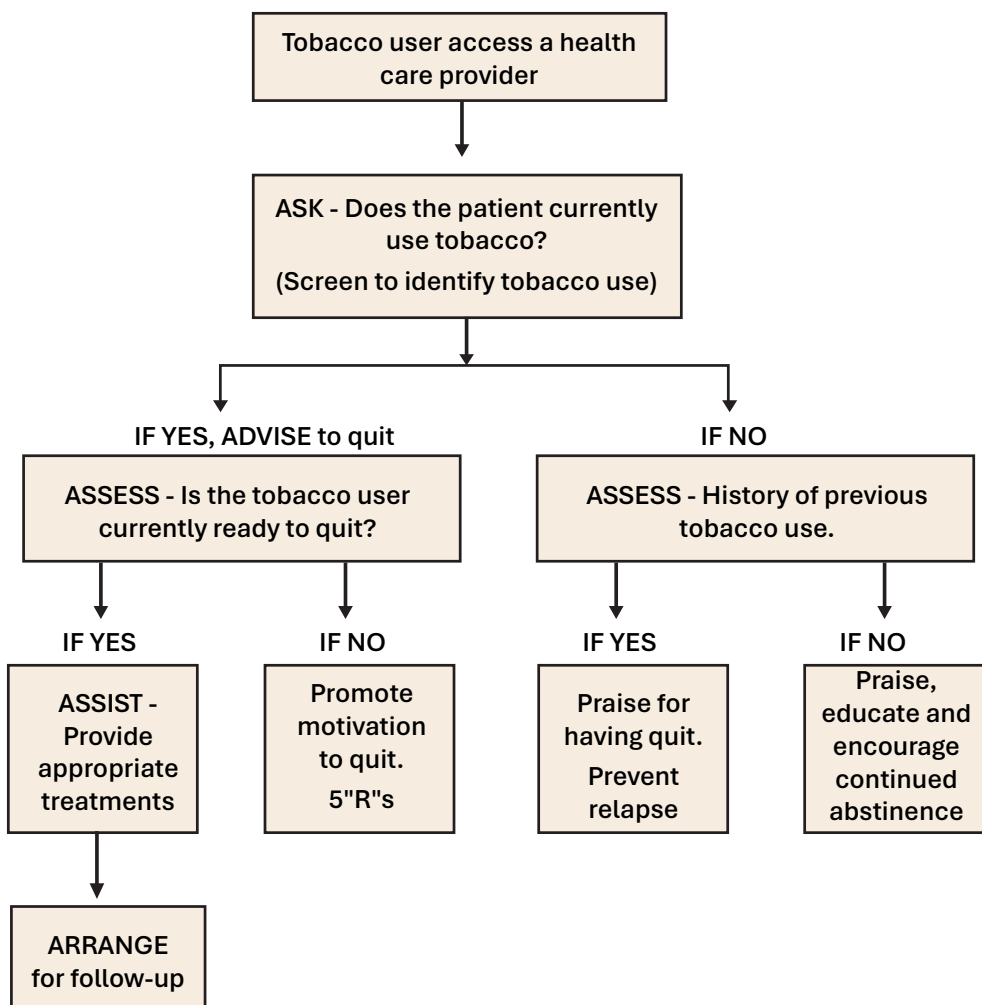 Tobacco user access a health
care provider
ASK - Does the patient currently
use tobacco?
(Screen to identify tobacco use)
IF YES, ADVISE to quit
IF NO
ASSESS - Is the tobacco user
currently ready to quit?
ASSESS - History of previous
tobacco use.
IF YES
IF NO
IF YES
IF NO
ASSIST -
Provide
appropriate
treatments
Promote
motivation
to quit.
5"R"s
Praise for
having quit.
Prevent
relapse
Praise,
educate and
encourage
continued
abstinence
ARRANGE
for follow-up